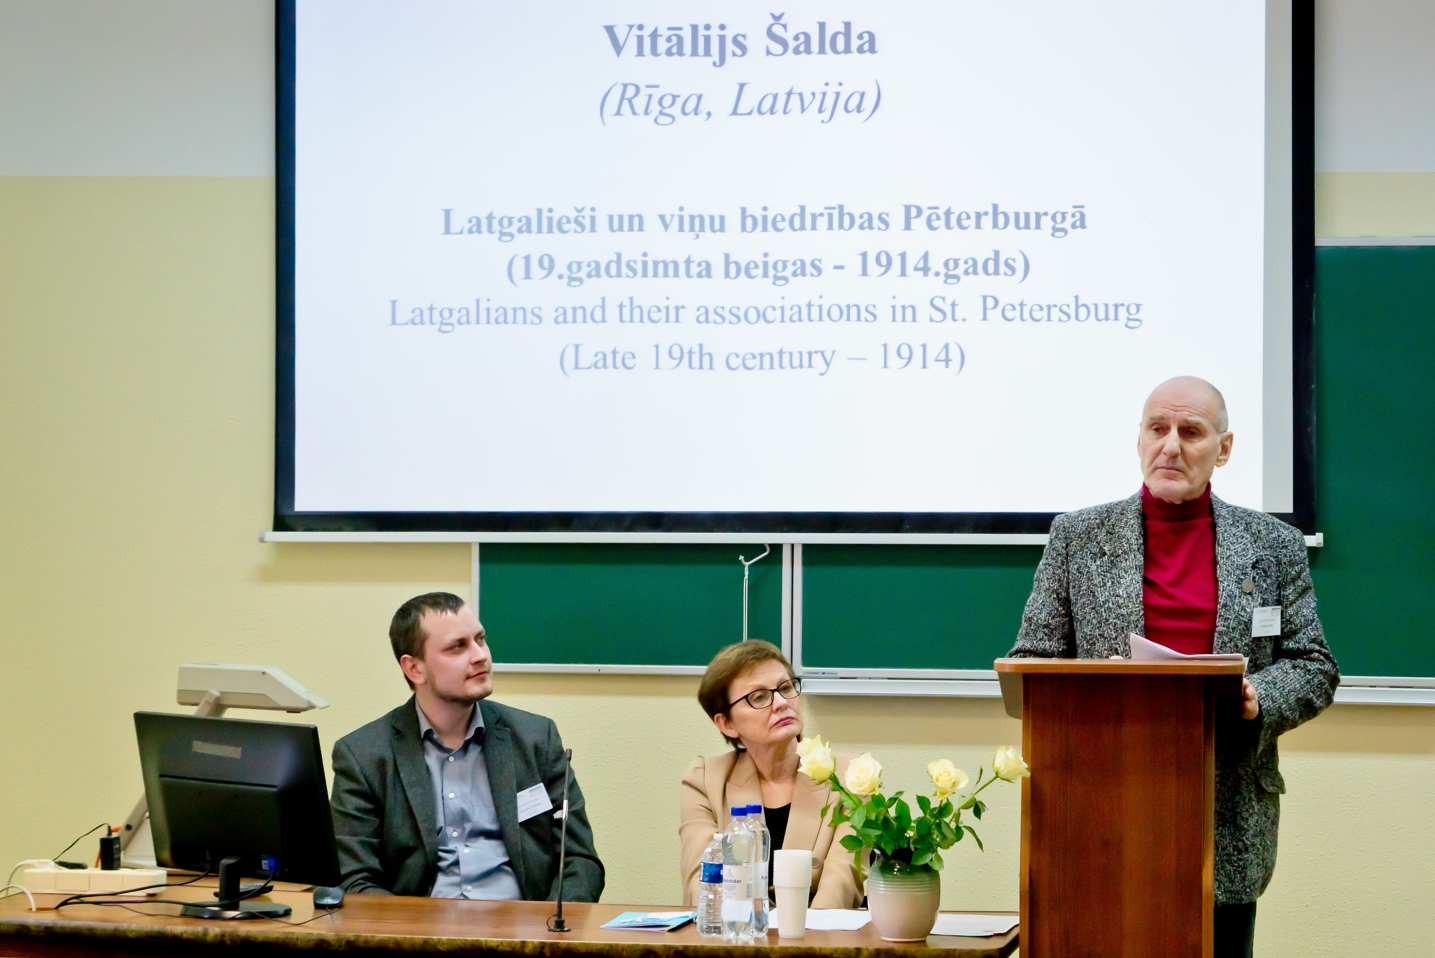 Vitālijs Šalda
(Rīga, Latvija)
Latgalieši un viņu biedrības Pēterburgā
(19.gadsimta beigas - 1914.gads)
Latgalians and their associations in St. Petersburg
(Late 19th century – 1914)